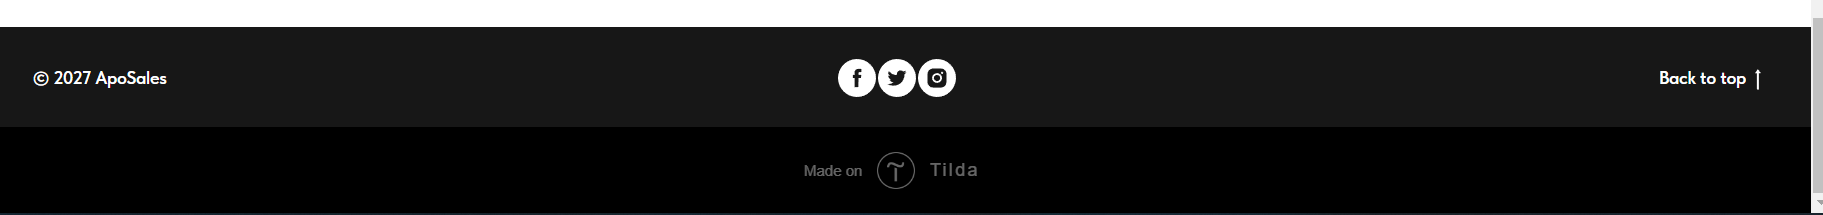 © 2027 ApoSales
Back to top ↑
Made on Tilda